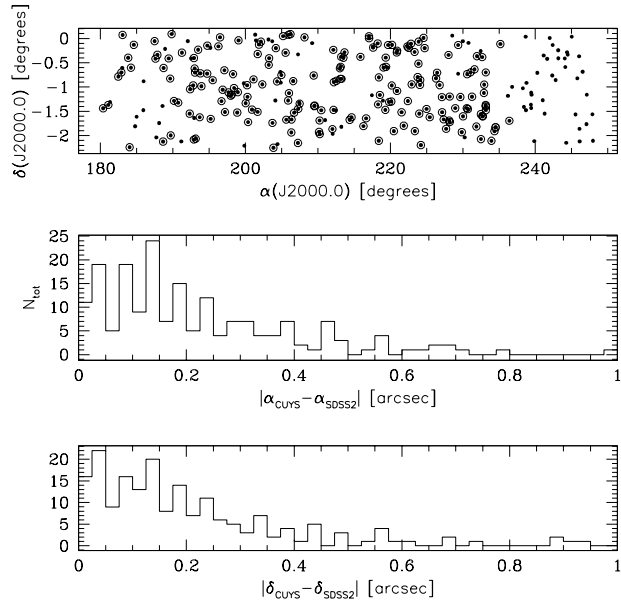 0
−0.5
−1
−1.5
−2
δ(J2000.0) [degrees]
180 200 220 240
α(J2000.0) [degrees]
25
20
15
10
5
0
N_tot
0 0.2 0.4 0.6 0.8 1
|α_CUYS−α_SDSS2| [arcsec]
20
15
10
5
0
0 0.2 0.4 0.6 0.8 1
|δ_CUYS−δ_SDSS2| [arcsec]